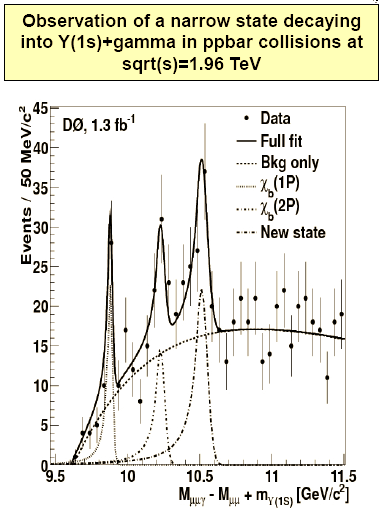 Observation of a narrow state decaying
into Y(1s)+gamma in ppbar collisions at
sqrt(s)=1.96 TeV
Events / 50 MeV/c²
45
40
35
30
25
20
15
10
5
0
DØ, 1.3 fb⁻¹
Data
Full fit
Bkg only
χb(1P)
χb(2P)
New state
9.5 10 10.5 11 11.5
Mμμγ - Mμμ + mΥ(1S) [GeV/c²]